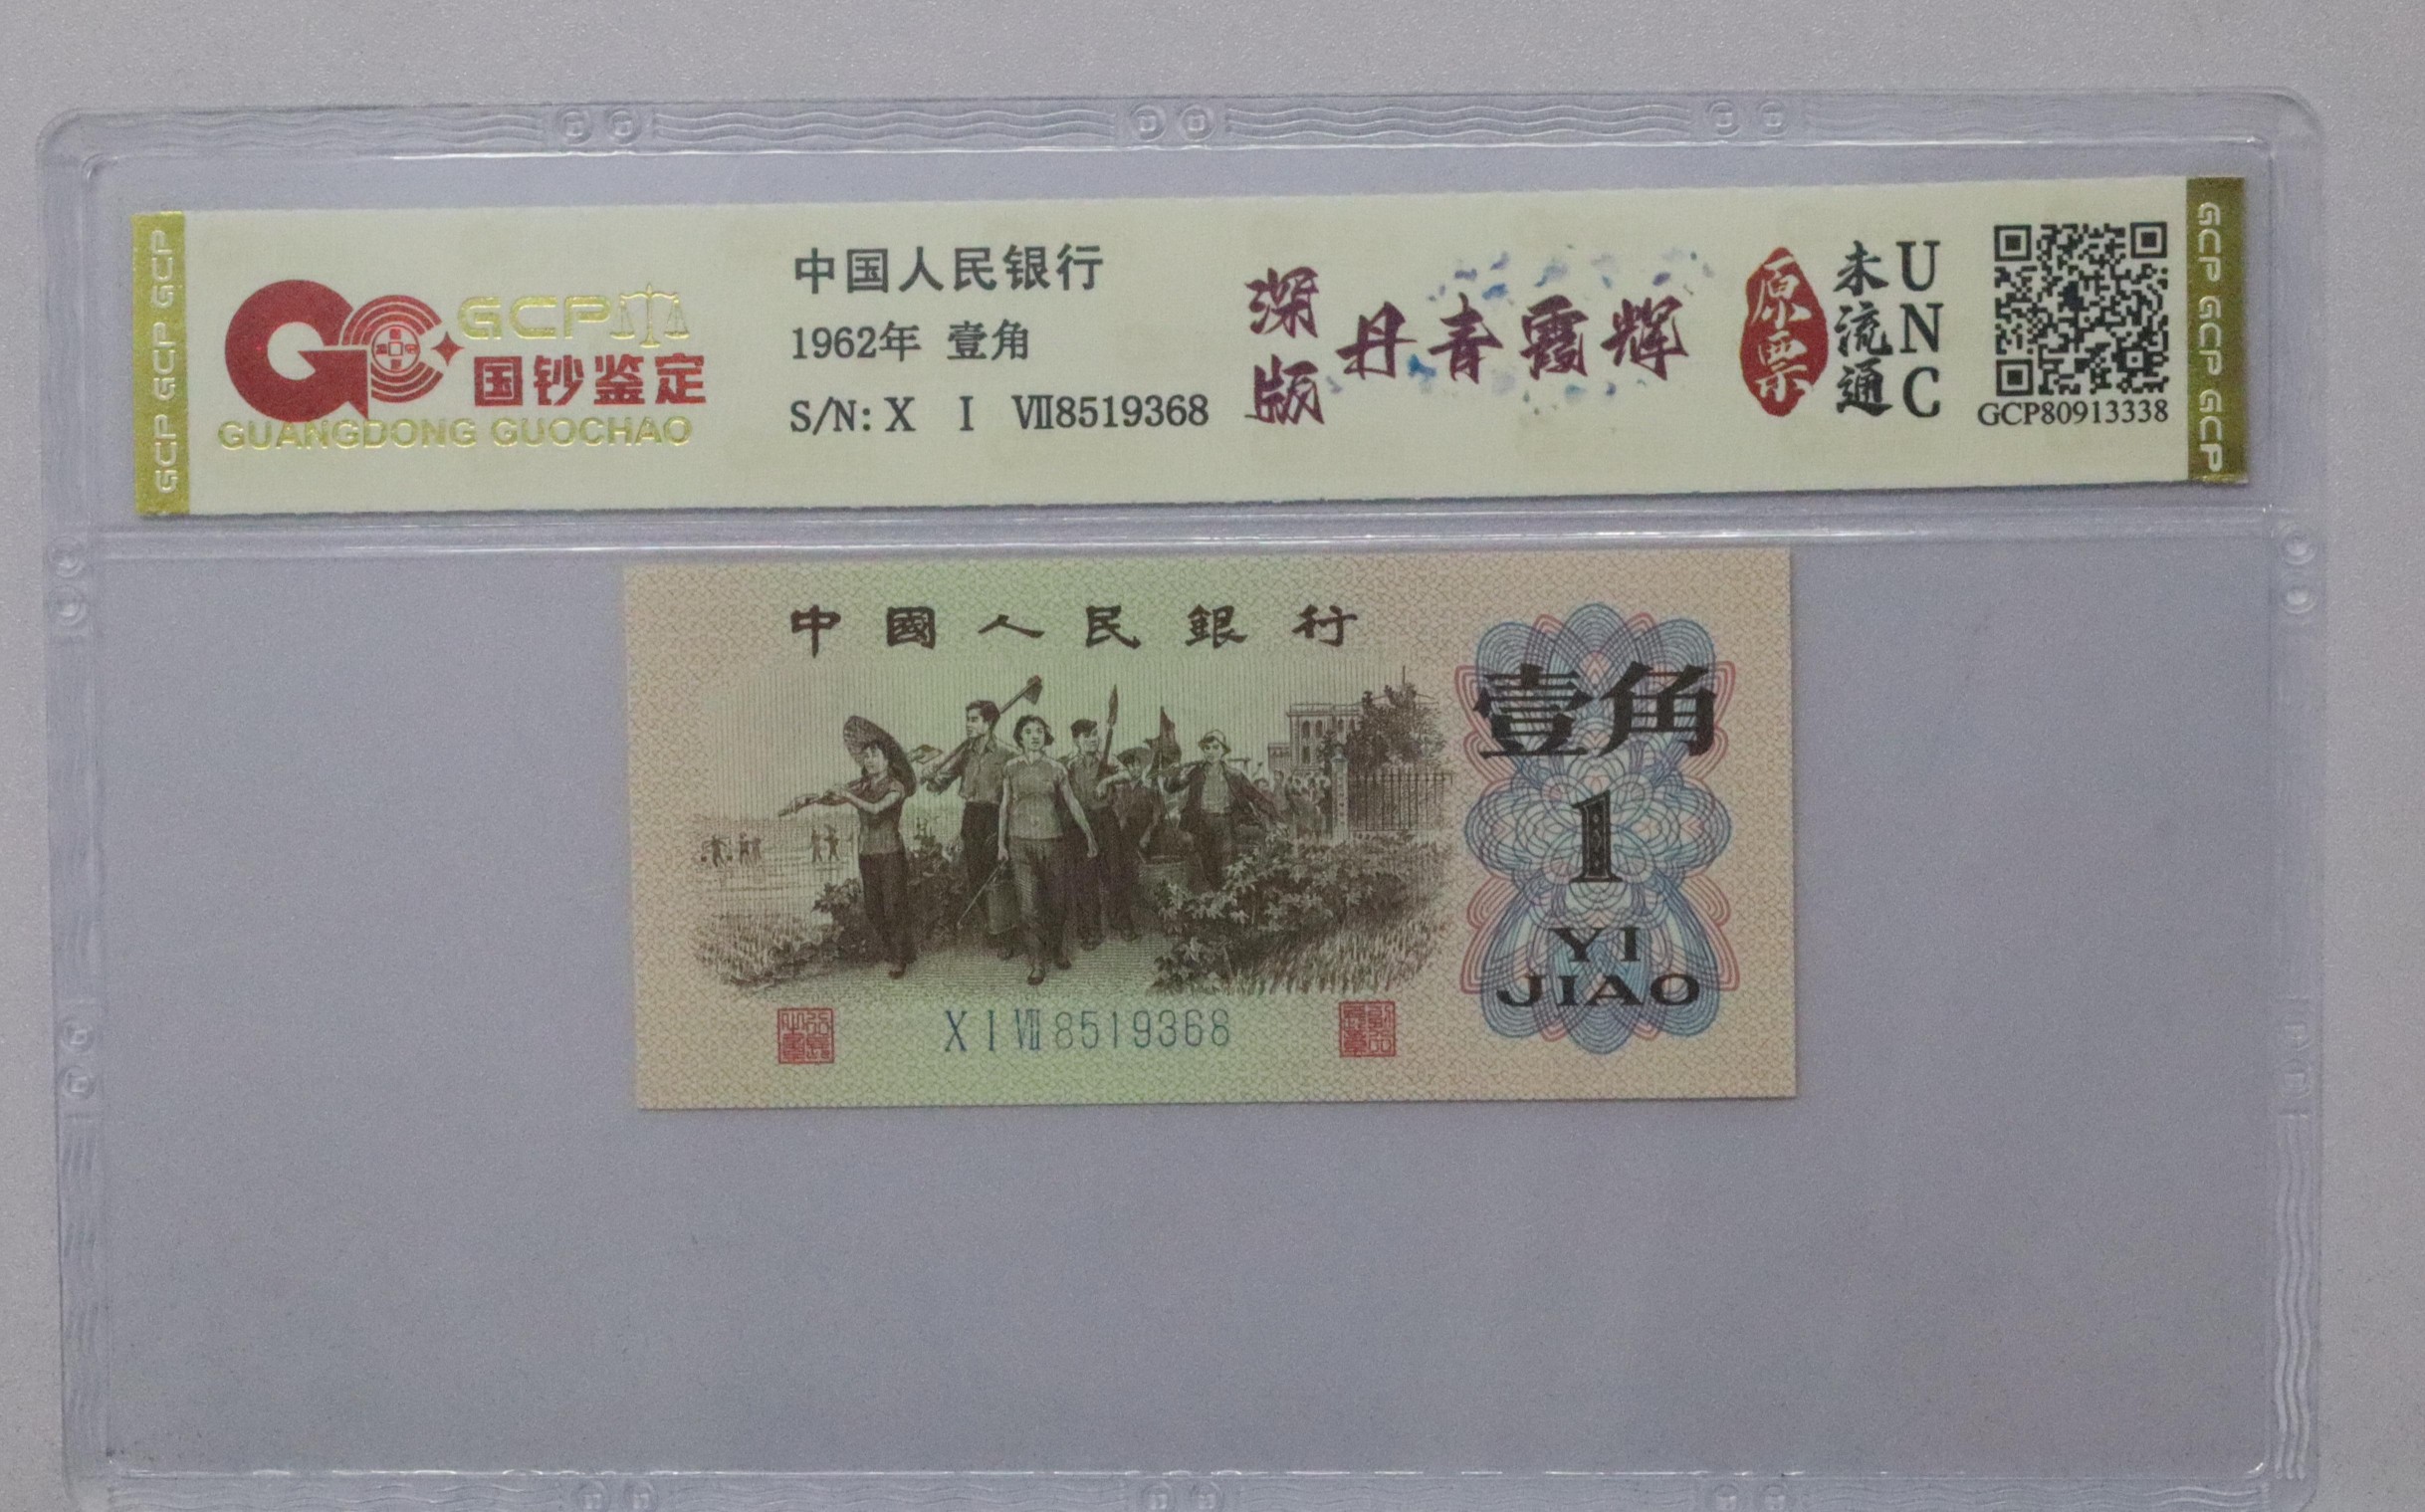 GCP GCP GCP
GCP
国钞鉴定
GUANGDONG GUOCHAO
中国人民银行
1962年 壹角
S/N: X I Ⅶ8519368
深版
丹青霞辉
原票
未流通
UNC
GCP80913338
GCP GCP GCP
中國人民銀行
壹角
1
YI
JIAO
X I Ⅶ 8519368